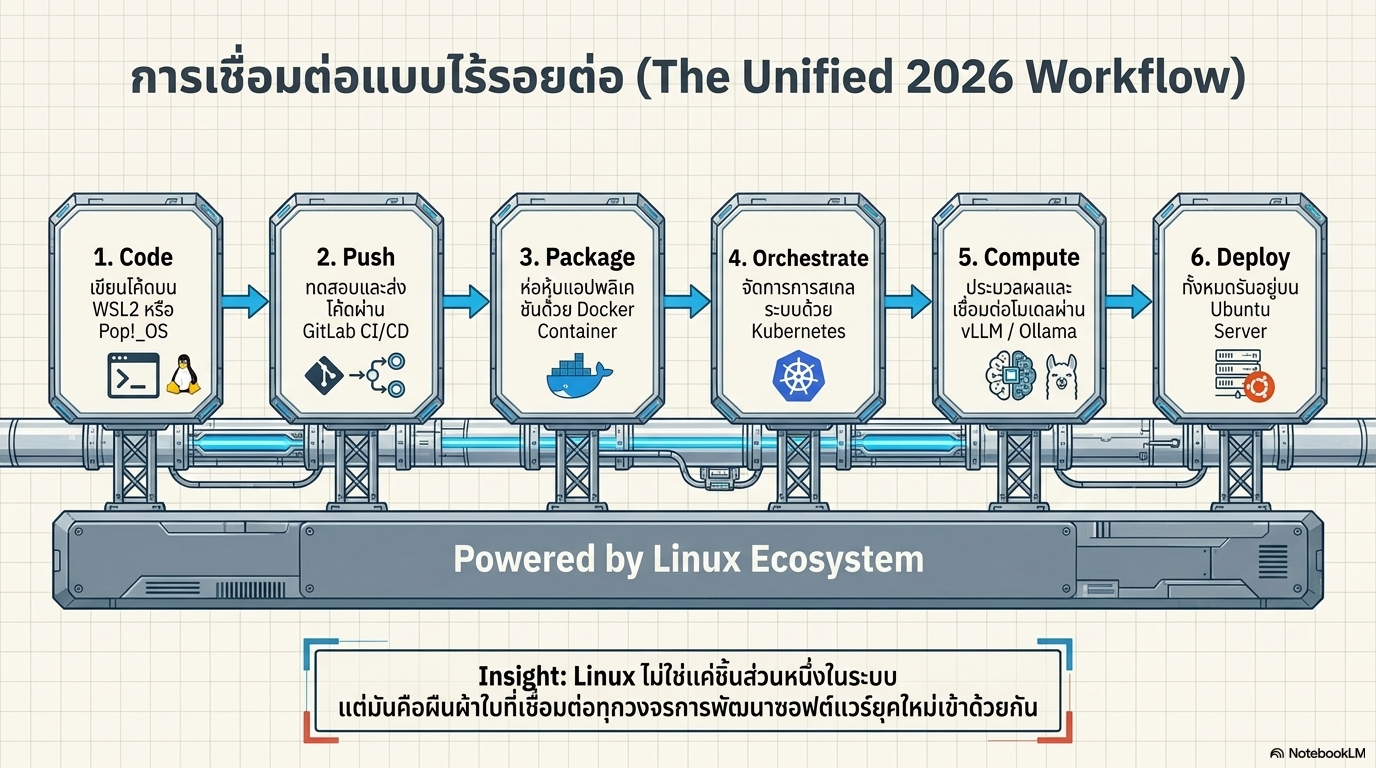 การเชื่อมต่อแบบไร้รอยต่อ (The Unified 2026 Workflow)
1. Code
เขียนโค้ดบน
WSL2 หรือ
Pop!_OS
2. Push
ทดสอบและส่ง
โค้ดผ่าน
GitLab CI/CD
3. Package
ห่อหุ้มแอปพลิเค
ชันด้วย Docker
Container
4. Orchestrate
จัดการการสเกล
ระบบด้วย
Kubernetes
5. Compute
ประมวลผลและ
เชื่อมต่อโมเดลผ่าน
vLLM / Ollama
6. Deploy
ทั้งหมดรันอยู่บน
Ubuntu
Server
Powered by Linux Ecosystem
Insight: Linux ไม่ใช่แค่ชิ้นส่วนหนึ่งในระบบ
แต่มันคือผืนผ้าใบที่เชื่อมต่อทุกวงจรการพัฒนาซอฟต์แวร์ยุคใหม่เข้าด้วยกัน
NotebookLM